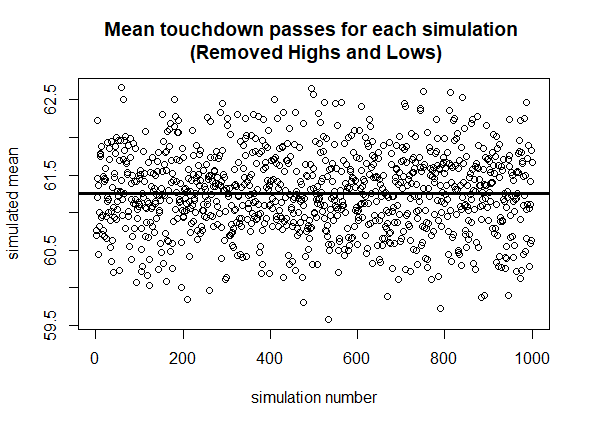 Mean touchdown passes for each simulation
(Removed Highs and Lows)
simulated mean
62.5
61.5
60.5
59.5
0 200 400 600 800 1000
simulation number